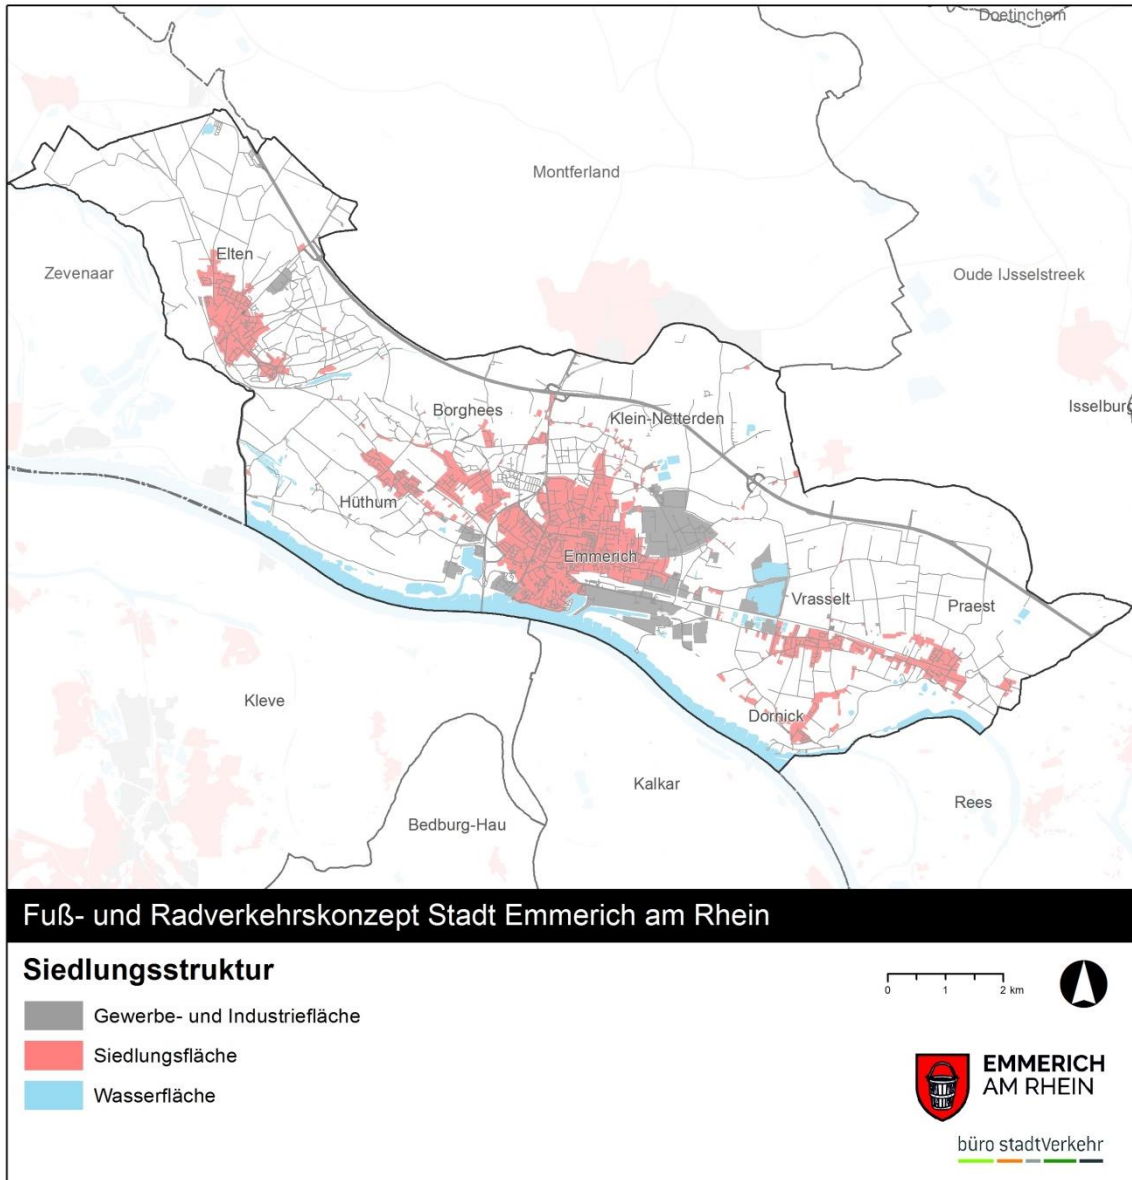 Doetinchem
Montferland
Elten
Zevenaar
Oude IJsselstreek
Isselburg
Borghees
Klein-Netterden
Hüthum
Emmerich
Vrasselt
Praest
Kleve
Dornick
Kalkar
Rees
Bedburg-Hau
Fuß- und Radverkehrskonzept Stadt Emmerich am Rhein
Siedlungsstruktur
0 1 2 km
Gewerbe- und Industriefläche
Siedlungsfläche
Wasserfläche
EMMERICH
AM RHEIN
büro stadtVerkehr